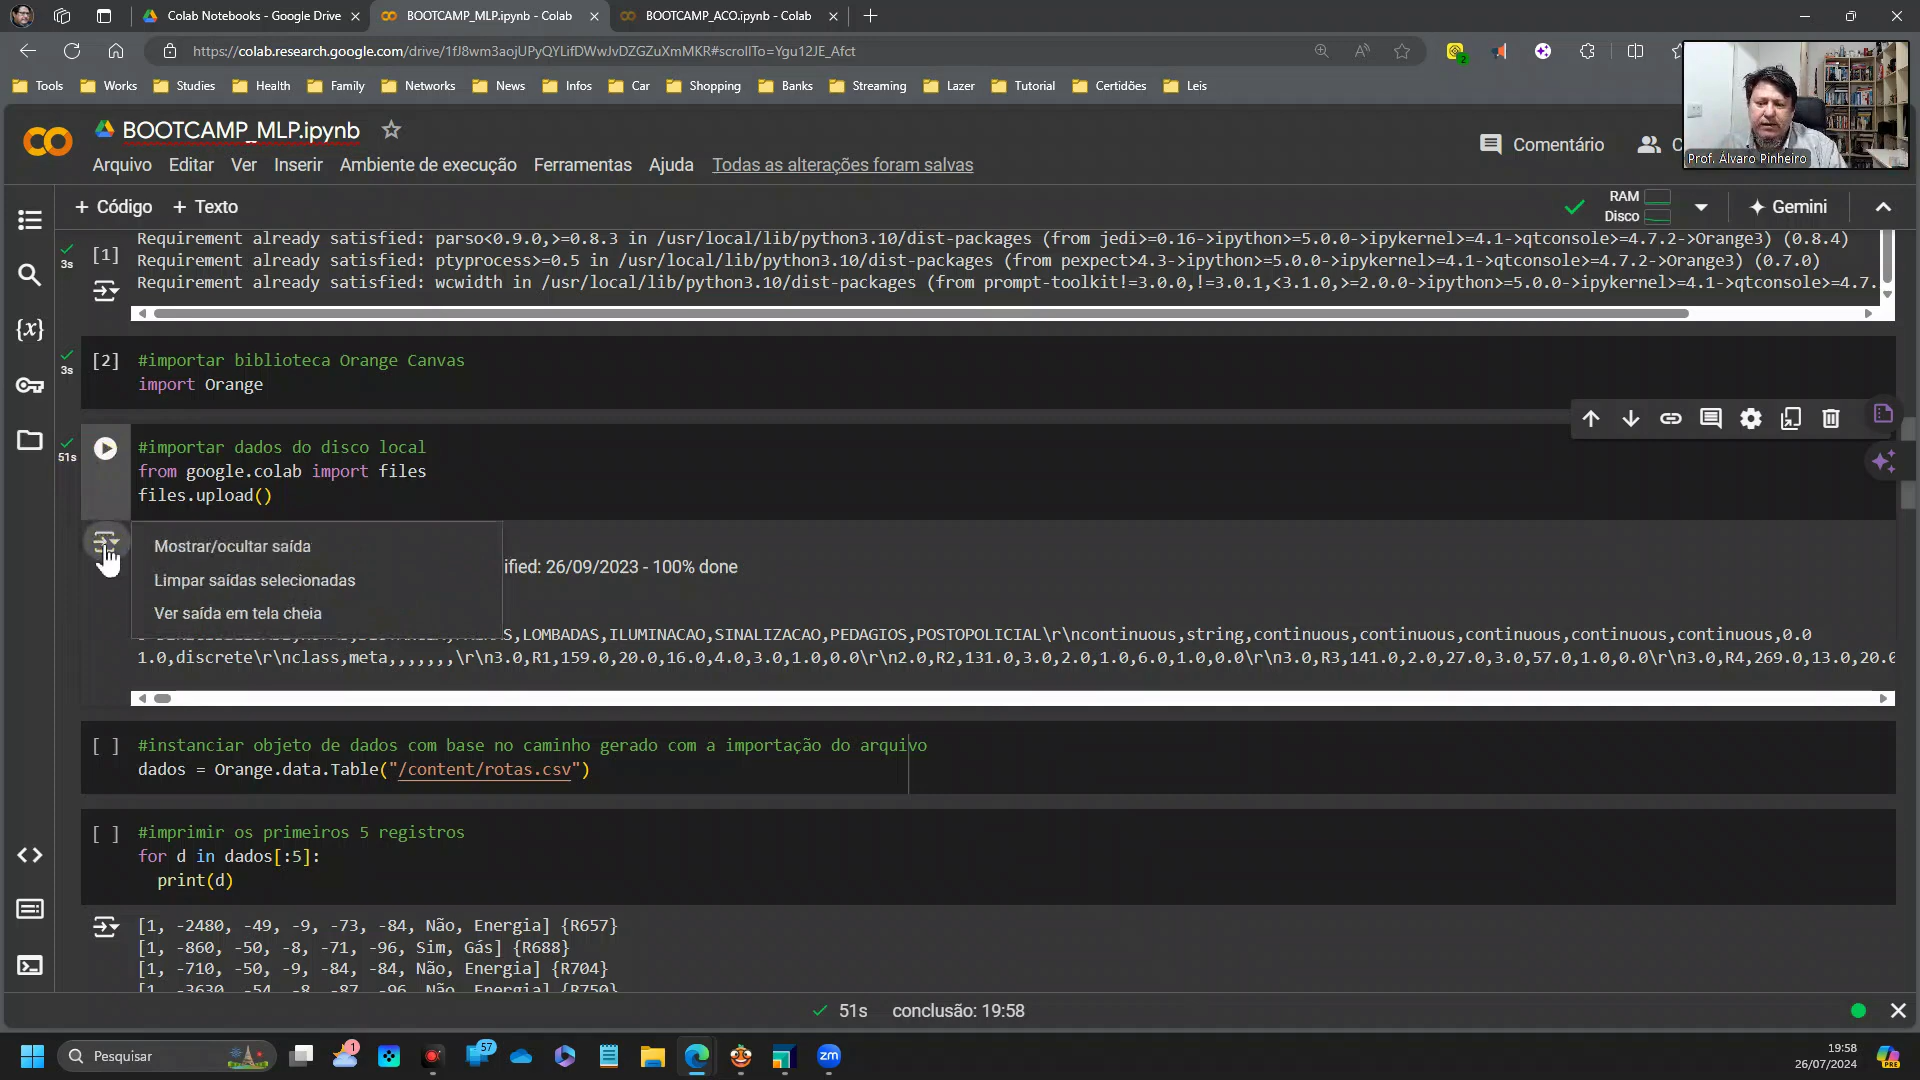 Colab Notebooks - Google Drive
BOOTCAMP_MLP.ipynb - Colab
BOOTCAMP_ACO.ipynb - Colab
https://colab.research.google.com/drive/1fJ8wm3aojUPyQYLifDWwJvDZGZuXmMKR#scrollTo=Ygu12JE_Afct
2
Tools
Works
Studies
Health
Family
Networks
News
Infos
Car
Shopping
Banks
Streaming
Lazer
Tutorial
Certidões
Leis
BOOTCAMP_MLP.ipynb
Comentário
Prof. Álvaro Pinheiro
Arquivo Editar Ver Inserir Ambiente de execução Ferramentas Ajuda Todas as alterações foram salvas
+ Código + Texto
RAM
Disco
Gemini
3s
[1]
Requirement already satisfied: parso<0.9.0,>=0.8.3 in /usr/local/lib/python3.10/dist-packages (from jedi>=0.16->ipython>=5.0.0->ipykernel>=4.1->qtconsole>=4.7.2->Orange3) (0.8.4)
Requirement already satisfied: ptyprocess>=0.5 in /usr/local/lib/python3.10/dist-packages (from pexpect>4.3->ipython>=5.0.0->ipykernel>=4.1->qtconsole>=4.7.2->Orange3) (0.7.0)
Requirement already satisfied: wcwidth in /usr/local/lib/python3.10/dist-packages (from prompt-toolkit!=3.0.0,!=3.0.1,<3.1.0,>=2.0.0->ipython>=5.0.0->ipykernel>=4.1->qtconsole>=4.7.
3s
[2] #importar biblioteca Orange Canvas
import Orange
51s
#importar dados do disco local
from google.colab import files
files.upload()
Mostrar/ocultar saída
Limpar saídas selecionadas
Ver saída em tela cheia
ified: 26/09/2023 - 100% done
,LOMBADAS,ILUMINACAO,SINALIZACAO,PEDAGIOS,POSTOPOLICIAL\r\ncontinuous,string,continuous,continuous,continuous,continuous,continuous,0.0
1.0,discrete\r\nclass,meta,,,,,,,\r\n3.0,R1,159.0,20.0,16.0,4.0,3.0,1.0,0.0\r\n2.0,R2,131.0,3.0,2.0,1.0,6.0,1.0,0.0\r\n3.0,R3,141.0,2.0,27.0,3.0,57.0,1.0,0.0\r\n3.0,R4,269.0,13.0,20.0
[ ] #instanciar objeto de dados com base no caminho gerado com a importação do arquivo
dados = Orange.data.Table("/content/rotas.csv")
[ ] #imprimir os primeiros 5 registros
for d in dados[:5]:
print(d)
[1, -2480, -49, -9, -73, -84, Não, Energia] {R657}
[1, -860, -50, -8, -71, -96, Sim, Gás] {R688}
[1, -710, -50, -9, -84, -84, Não, Energia] {R704}
[1, -3630, -54, -8, -87, -96, Não, Energia] {R750}
51s conclusão: 19:58
Pesquisar
1
57
zm
19:58
26/07/2024
PRE